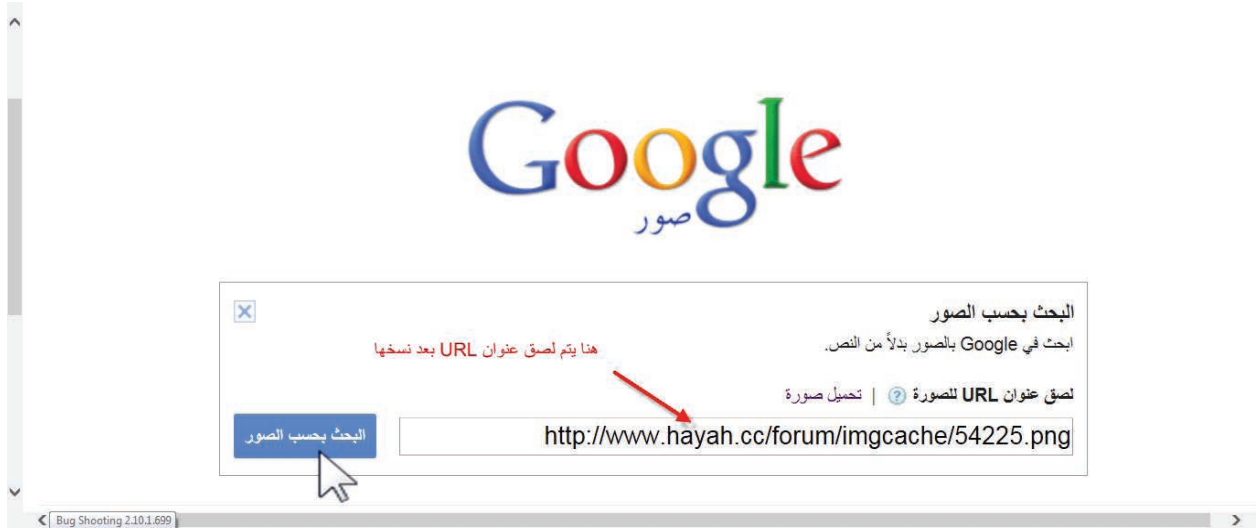 Google
صور
البحث بحسب الصور
ابحث في Google بالصور بدلاً من النص.
هنا يتم لصق عنوان URL بعد نسخها
لصق عنوان URL للصورة ? | تحميل صورة
http://www.hayah.cc/forum/imgcache/54225.png
البحث بحسب الصور
Bug Shooting 2.10.1.699